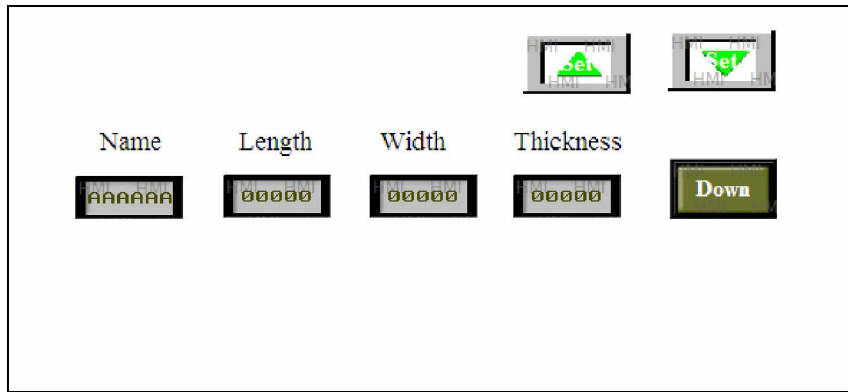 Set
Set
Name Length Width Thickness
AAAAAA 00000 00000 00000 Down